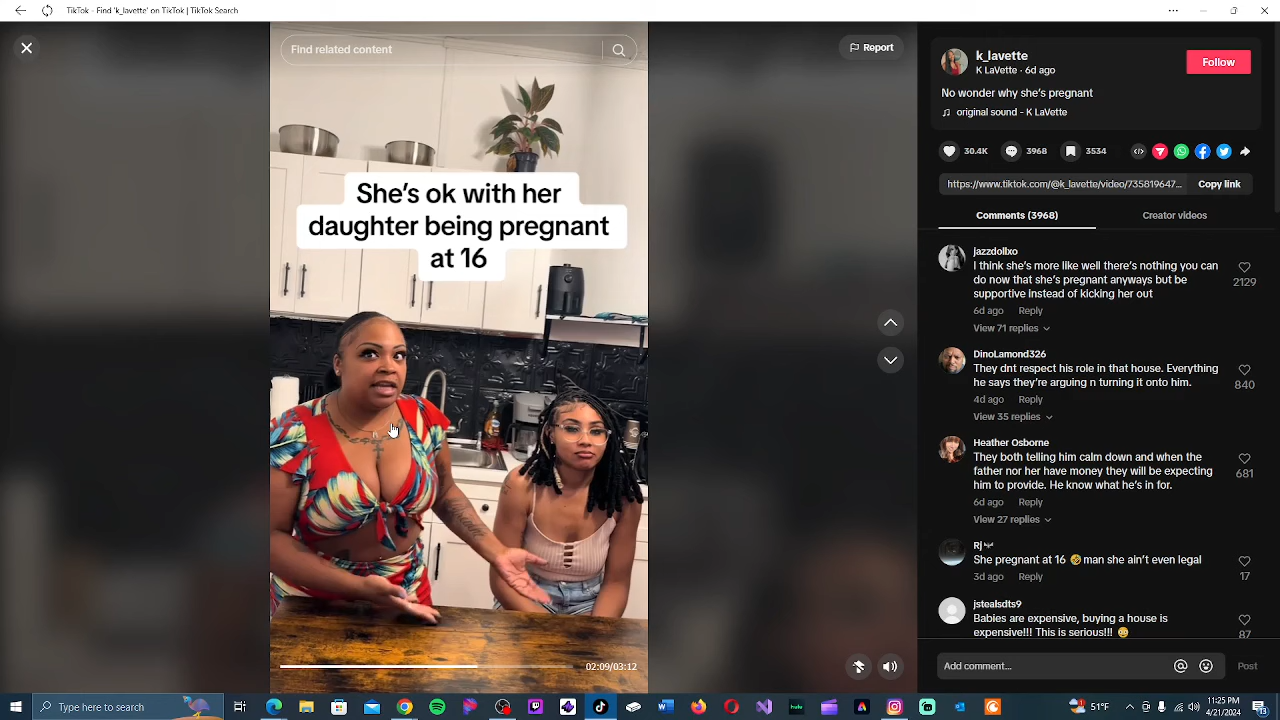 TikTok - Find 'k_lavette' on TikTok | TikTok Search
Find related content
Report
She's ok with her
daughter being pregnant
at 16
02:09/03:12
k_lavette
K LaVette · 6d ago
Follow
No wonder why she's pregnant
♫ original sound - K LaVette
30.4K
3968
3534
https://www.tiktok.com/@k_lavette/video/735819647...
Copy link
Comments (3968)
Creator videos
jazzdollxo
I think she's more like well there's nothing you can
do now that she's pregnant anyways but be
supportive instead of kicking her out
2129
6d ago Reply
View 71 replies
DinoLamond326
They dnt respect his role in that house. Everything
he says they're arguing n turning it onto him.
840
4d ago Reply
View 35 replies
Heather Osborne
They both telling him calm down and when the
father nor her have money they will be expecting
him to provide. He know what he's in for.
681
6d ago Reply
View 27 replies
Rj
She pregnant at 16 🧐 man she ain't even legal
17
3d ago Reply
jstealsdts9
Babies are expensive, buying a house is
expensive!!! This is serious!!! 🙃
87
Add comment...
Post
Type here to search
51°F